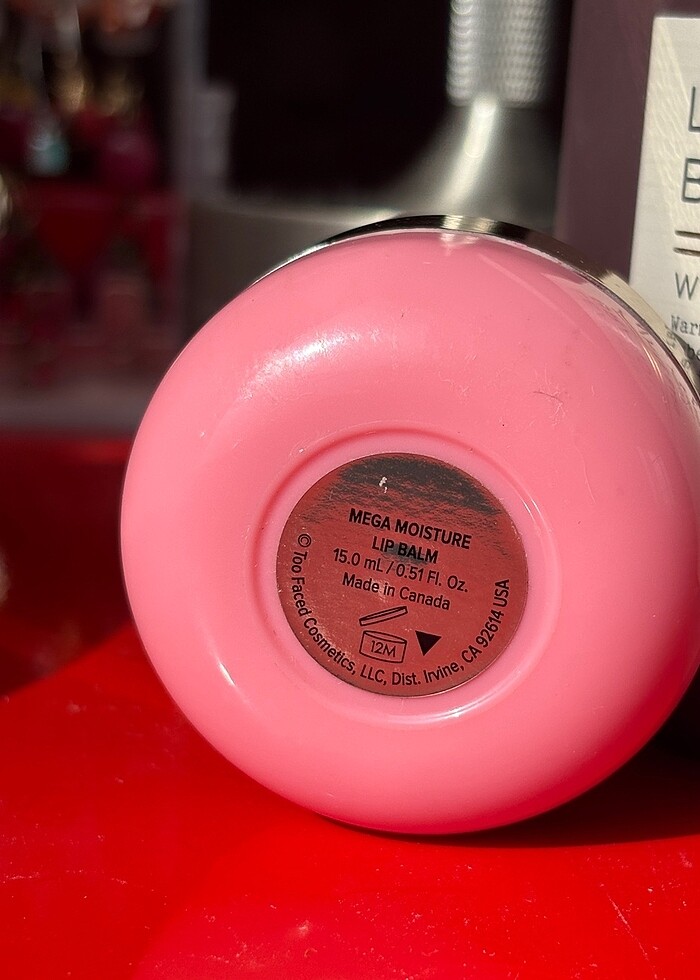 MEGA MOISTURE
LIP BALM
15.0 mL / 0.51 Fl. Oz.
Made in Canada
12M
© Too Faced Cosmetics, LLC, Dist. Irvine, CA 92614 USA